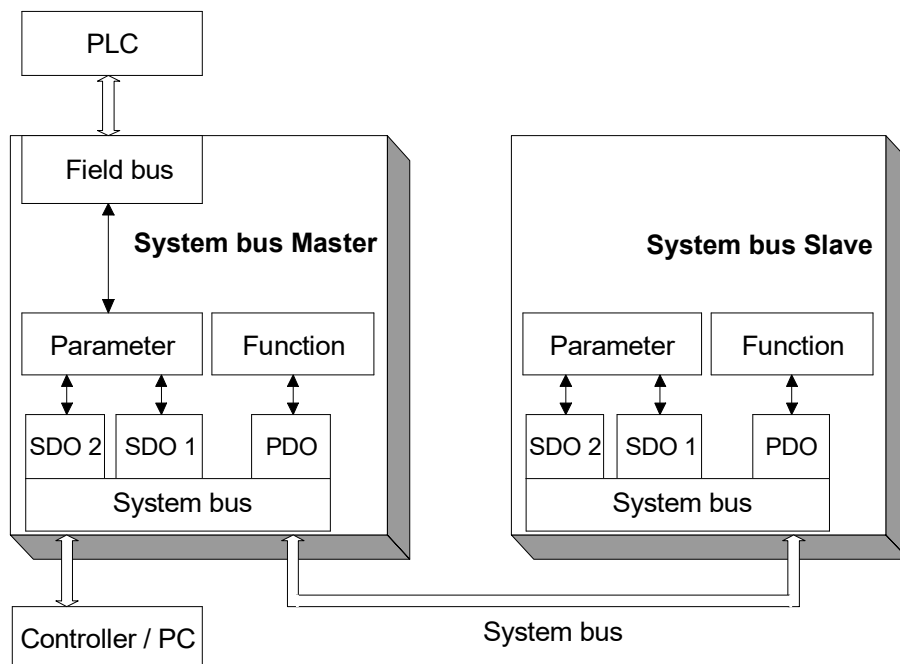 PLC
Field bus
System bus Master
System bus Slave
Parameter
Function
Parameter
Function
SDO 2
SDO 1
PDO
SDO 2
SDO 1
PDO
System bus
System bus
Controller / PC
System bus